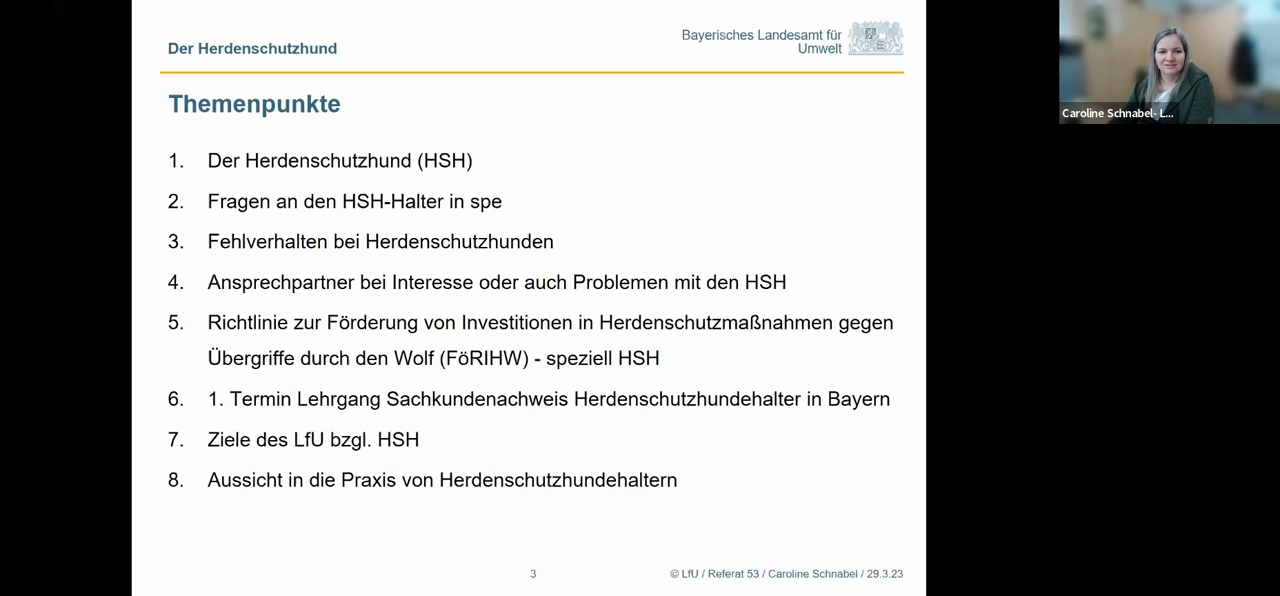 Der Herdenschutzhund
Bayerisches Landesamt für
Umwelt
Themenpunkte
1. Der Herdenschutzhund (HSH)
2. Fragen an den HSH-Halter in spe
3. Fehlverhalten bei Herdenschutzhunden
4. Ansprechpartner bei Interesse oder auch Problemen mit den HSH
5. Richtlinie zur Förderung von Investitionen in Herdenschutzmaßnahmen gegen
Übergriffe durch den Wolf (FöRIHW) - speziell HSH
6. 1. Termin Lehrgang Sachkundenachweis Herdenschutzhundehalter in Bayern
7. Ziele des LfU bzgl. HSH
8. Aussicht in die Praxis von Herdenschutzhundehaltern
3
© LfU / Referat 53 / Caroline Schnabel / 29.3.23
Caroline Schnabel- L...